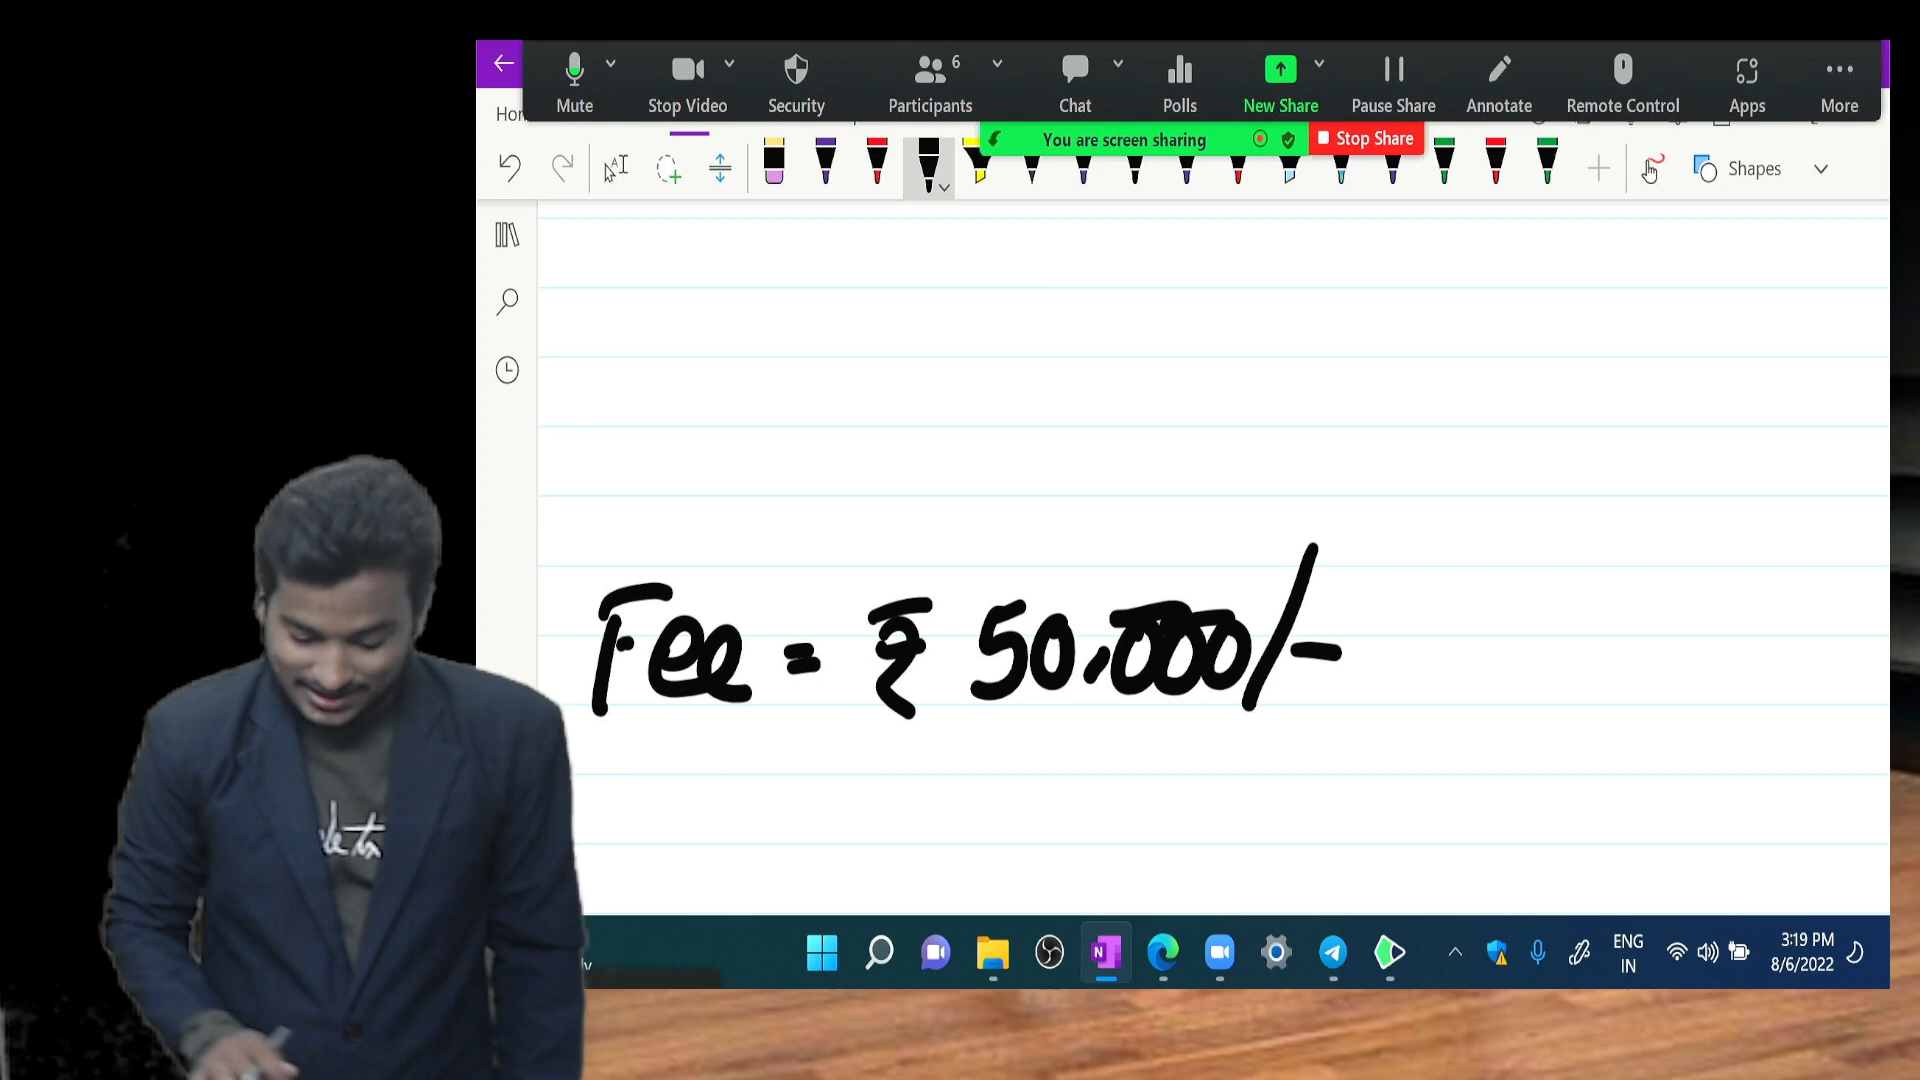 6
Mute
Stop Video
Security
Participants
Chat
Polls
New Share
Pause Share
Annotate
Remote Control
Apps
More
You are screen sharing
Stop Share
Shapes
Fee = ₹ 50,000/-
ENG
IN
3:19 PM
8/6/2022